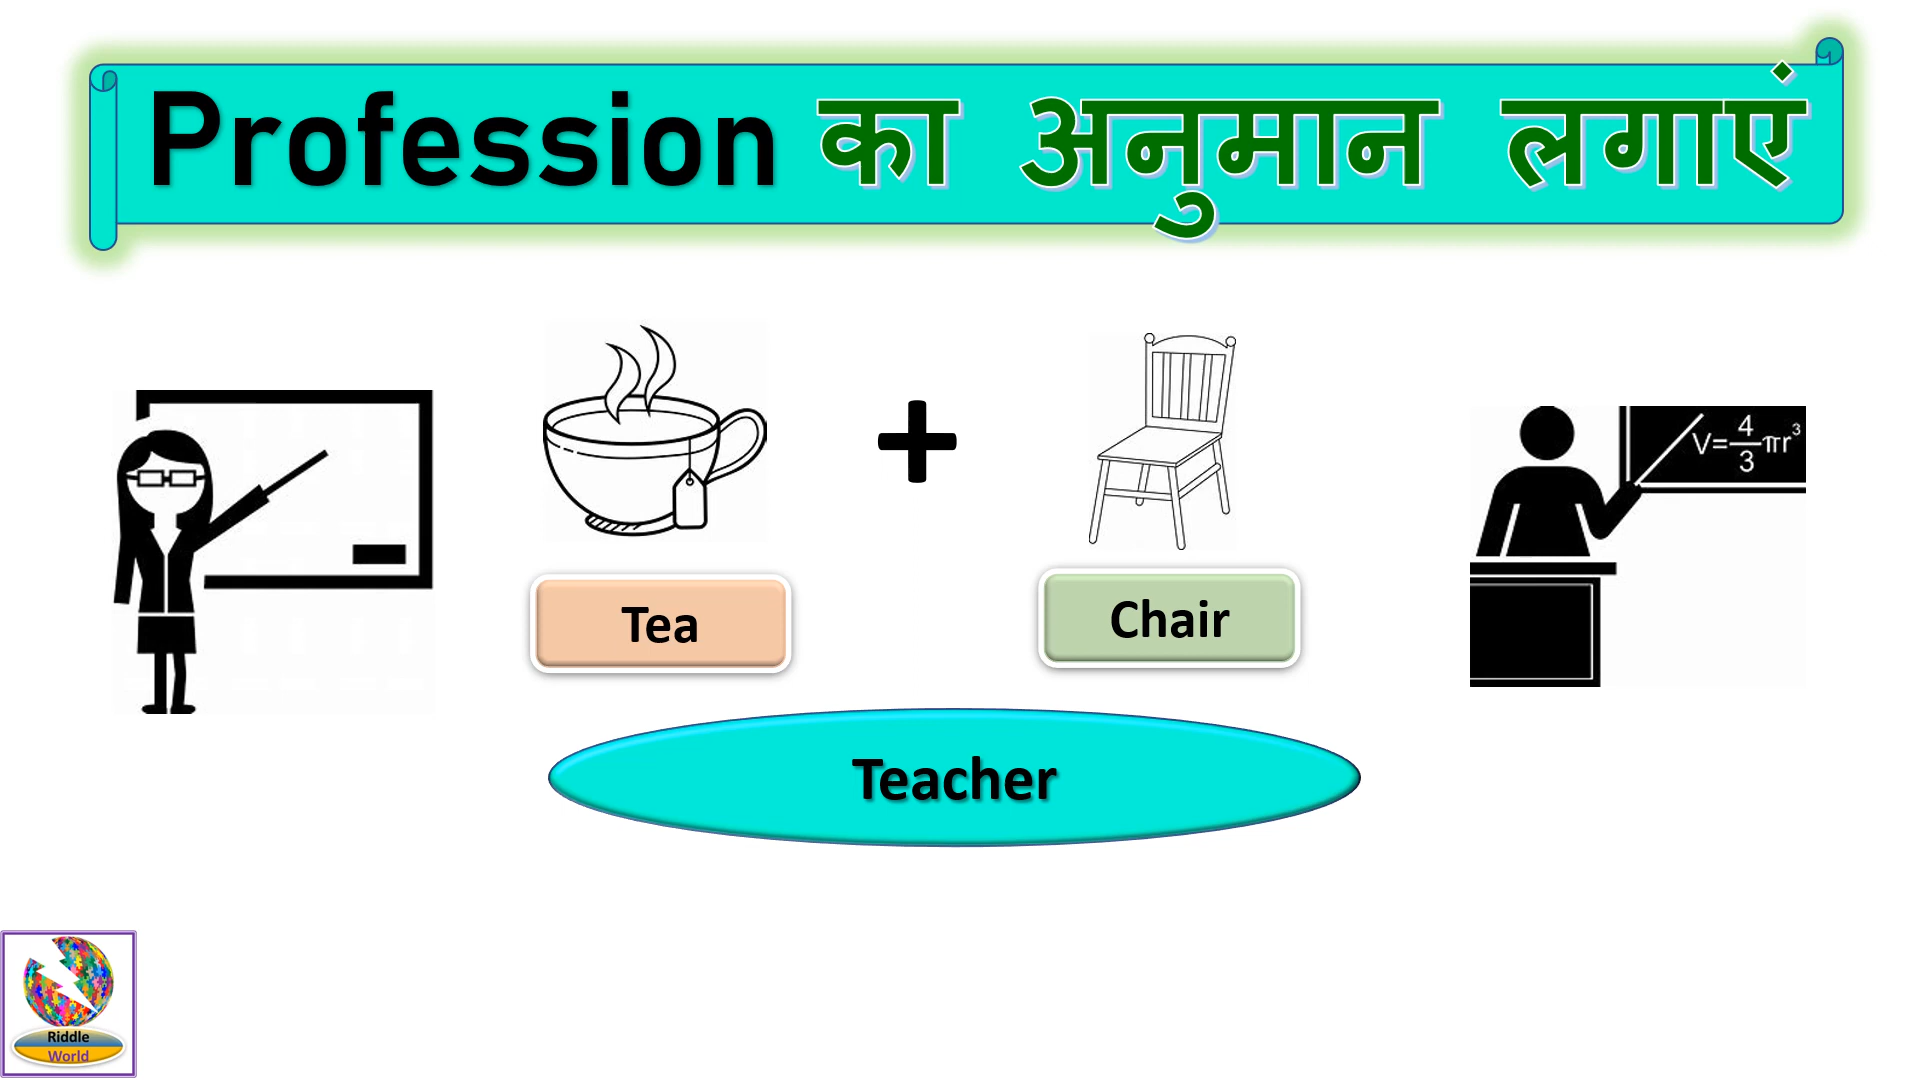 Profession का अनुमान लगाएं
V=4/3πr³
Tea
+
Chair
Teacher
Riddle
World